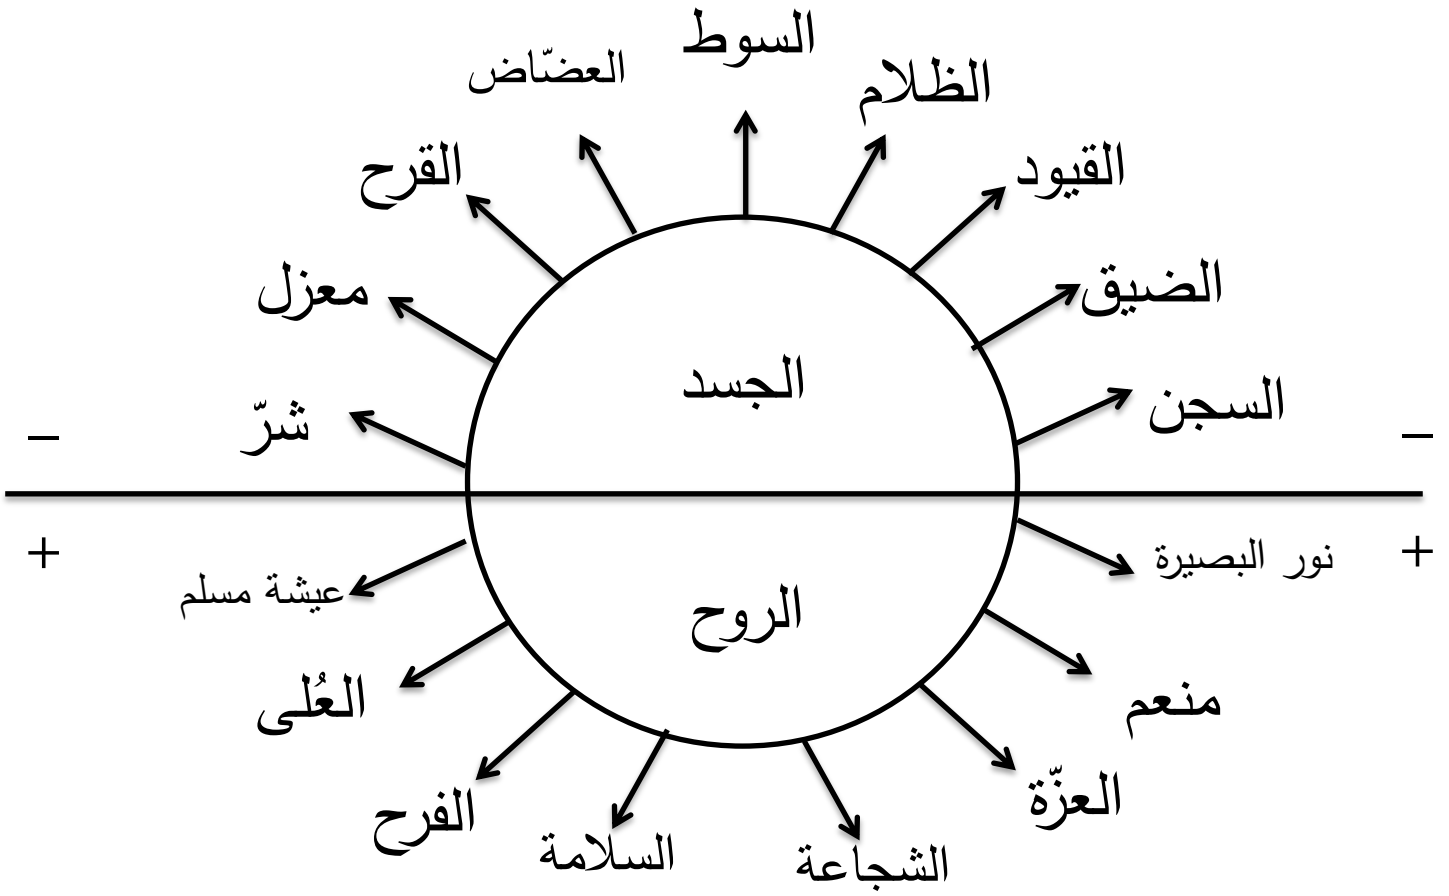 السوط
العضّاض
الظلام
القرح
القيود
معزل
الضيق
الجسد
شرّ
السجن
–
–
+
+
نور البصيرة
عيشة مسلم
الروح
العُلى
منعم
الفرح
العزّة
السلامة
الشجاعة